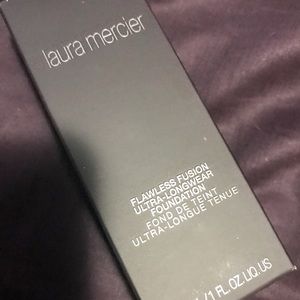 laura mercier
FLAWLESS FUSION
ULTRA-LONGWEAR
FOUNDATION
FOND DE TEINT
ULTRA-LONGUE TENUE
/1 FL. OZ LIQ. US